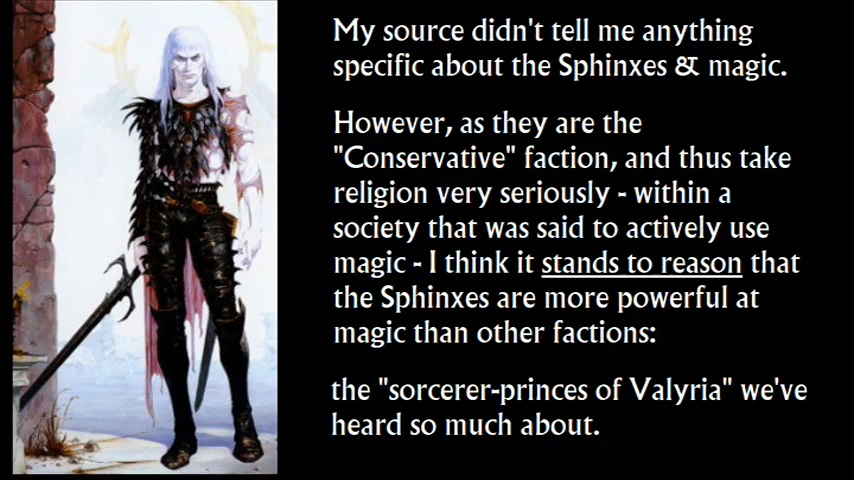 My source didn't tell me anything
specific about the Sphinxes & magic.
However, as they are the
"Conservative" faction, and thus take
religion very seriously - within a
society that was said to actively use
magic - I think it stands to reason that
the Sphinxes are more powerful at
magic than other factions:
the "sorcerer-princes of Valyria" we've
heard so much about.